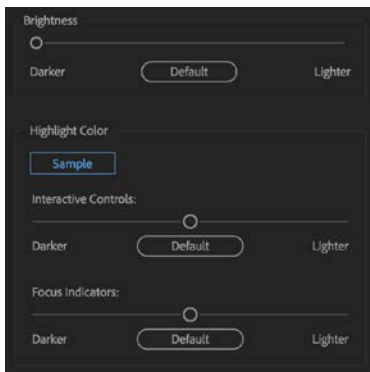 Brightness
Darker Default Lighter
Highlight Color
Sample
Interactive Controls:
Darker Default Lighter
Focus Indicators:
Darker Default Lighter